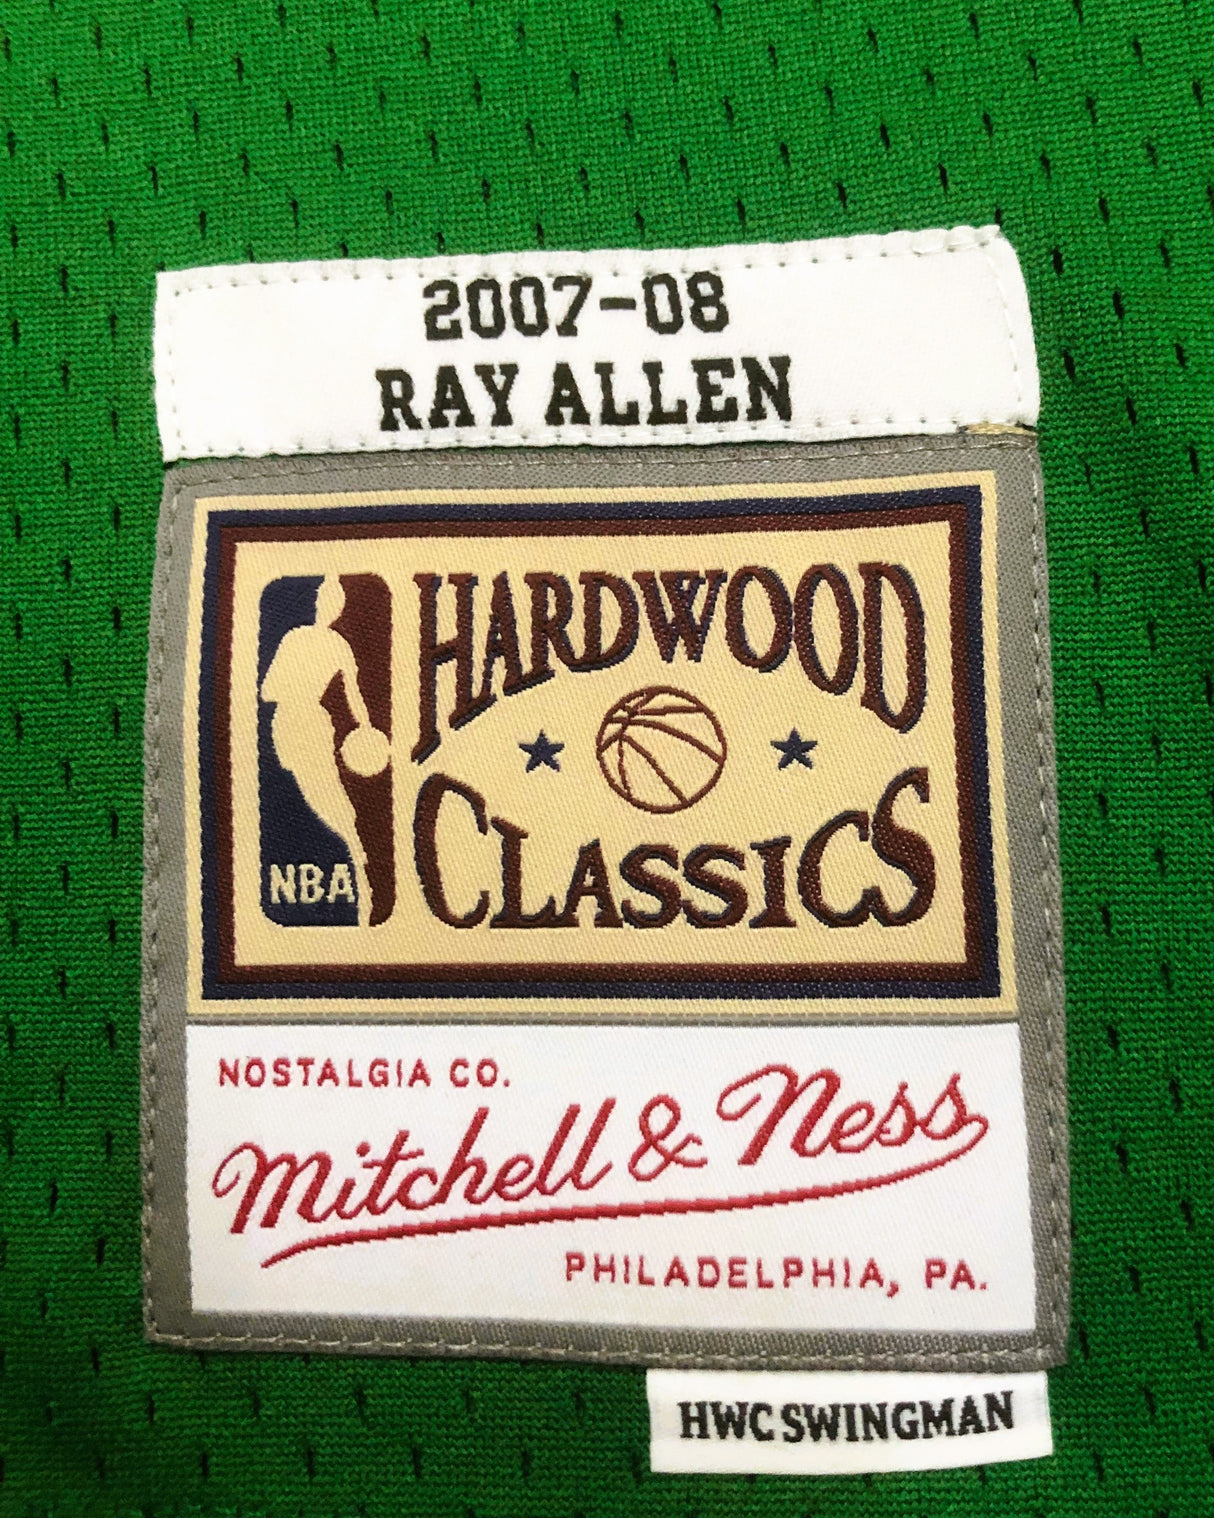 2007-08
RAY ALLEN
HARDWOOD
CLASSICS
NBA
NOSTALGIA CO.
Mitchell & Ness
PHILADELPHIA, PA.
HWC SWINGMAN